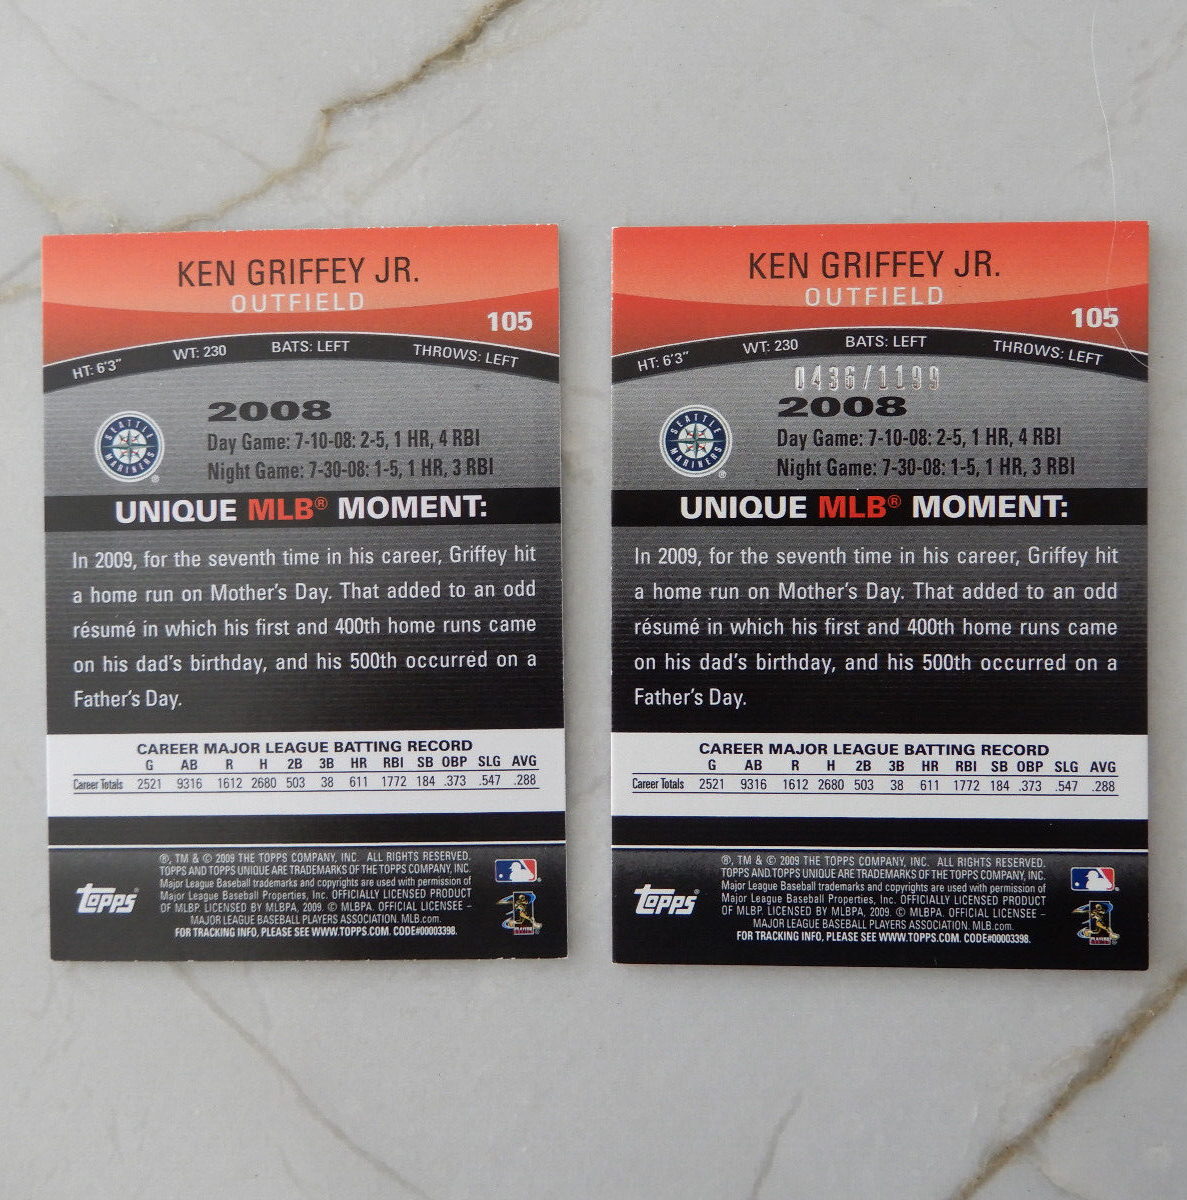 KEN GRIFFEY JR.
OUTFIELD
105
HT: 6'3" WT: 230 BATS: LEFT THROWS: LEFT
SEATTLE MARINERS ®
2008
Day Game: 7-10-08: 2-5, 1 HR, 4 RBI
Night Game: 7-30-08: 1-5, 1 HR, 3 RBI
UNIQUE MLB® MOMENT:
In 2009, for the seventh time in his career, Griffey hit
a home run on Mother's Day. That added to an odd
résumé in which his first and 400th home runs came
on his dad's birthday, and his 500th occurred on a
Father's Day.
CAREER MAJOR LEAGUE BATTING RECORD
G AB R H 2B 3B HR RBI SB OBP SLG AVG
Career Totals 2521 9316 1612 2680 503 38 611 1772 184 .373 .547 .288
®, TM & © 2009 THE TOPPS COMPANY, INC. ALL RIGHTS RESERVED.
TOPPS AND TOPPS UNIQUE ARE TRADEMARKS OF THE TOPPS COMPANY, INC.
Major League Baseball trademarks and copyrights are used with permission of
Major League Baseball Properties, Inc. OFFICIALLY LICENSED PRODUCT
OF MLBP. LICENSED BY MLBPA, 2009. © MLBPA. OFFICIAL LICENSEE –
MAJOR LEAGUE BASEBALL PLAYERS ASSOCIATION. MLB.com.
FOR TRACKING INFO, PLEASE SEE WWW.TOPPS.COM. CODE#00003398.
Topps®
KEN GRIFFEY JR.
OUTFIELD
105
HT: 6'3" WT: 230 BATS: LEFT THROWS: LEFT
0436/1199
SEATTLE MARINERS ®
2008
Day Game: 7-10-08: 2-5, 1 HR, 4 RBI
Night Game: 7-30-08: 1-5, 1 HR, 3 RBI
UNIQUE MLB® MOMENT:
In 2009, for the seventh time in his career, Griffey hit
a home run on Mother's Day. That added to an odd
résumé in which his first and 400th home runs came
on his dad's birthday, and his 500th occurred on a
Father's Day.
CAREER MAJOR LEAGUE BATTING RECORD
G AB R H 2B 3B HR RBI SB OBP SLG AVG
Career Totals 2521 9316 1612 2680 503 38 611 1772 184 .373 .547 .288
®, TM & © 2009 THE TOPPS COMPANY, INC. ALL RIGHTS RESERVED.
TOPPS AND TOPPS UNIQUE ARE TRADEMARKS OF THE TOPPS COMPANY, INC.
Major League Baseball trademarks and copyrights are used with permission of
Major League Baseball Properties, Inc. OFFICIALLY LICENSED PRODUCT
OF MLBP. LICENSED BY MLBPA, 2009. © MLBPA. OFFICIAL LICENSEE –
MAJOR LEAGUE BASEBALL PLAYERS ASSOCIATION. MLB.com.
FOR TRACKING INFO, PLEASE SEE WWW.TOPPS.COM. CODE#00003398.
Topps®